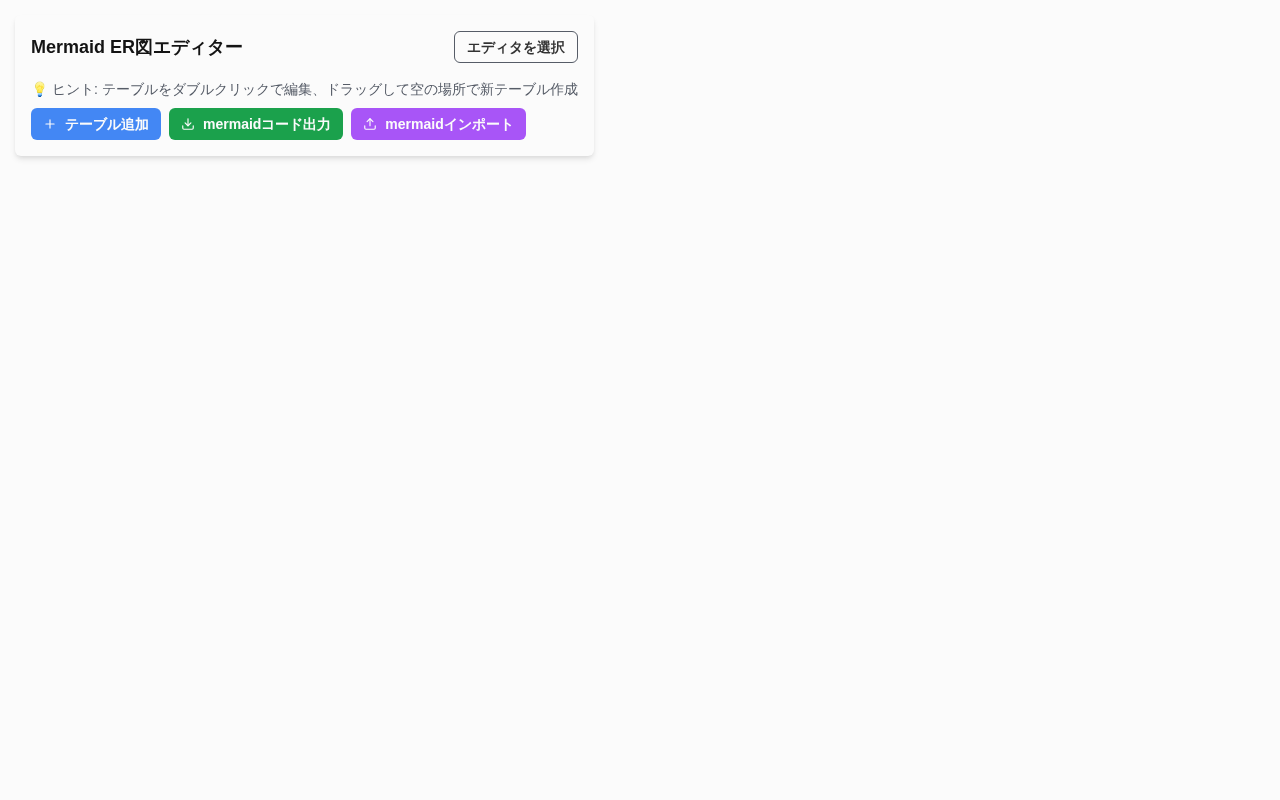 Mermaid ER図エディター
エディタを選択
💡 ヒント: テーブルをダブルクリックで編集、ドラッグして空の場所で新テーブル作成
テーブル追加
mermaidコード出力
mermaidインポート